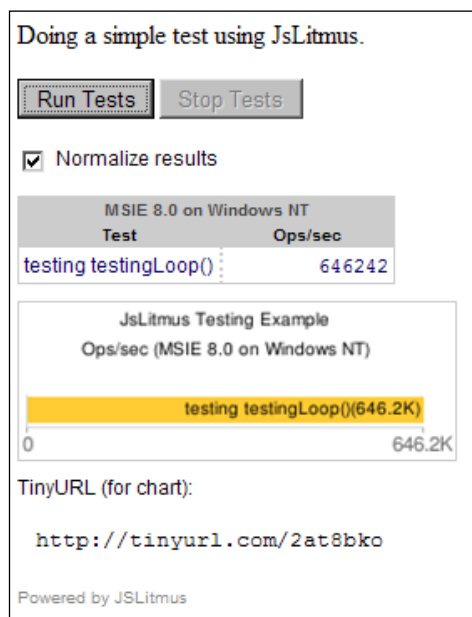 Doing a simple test using JsLitmus.
Run Tests Stop Tests
Normalize results
MSIE 8.0 on Windows NT
Test Ops/sec
testing testingLoop() 646242
JsLitmus Testing Example
Ops/sec (MSIE 8.0 on Windows NT)
testing testingLoop()(646.2K)
0 646.2K
TinyURL (for chart):
http://tinyurl.com/2at8bko
Powered by JSLitmus